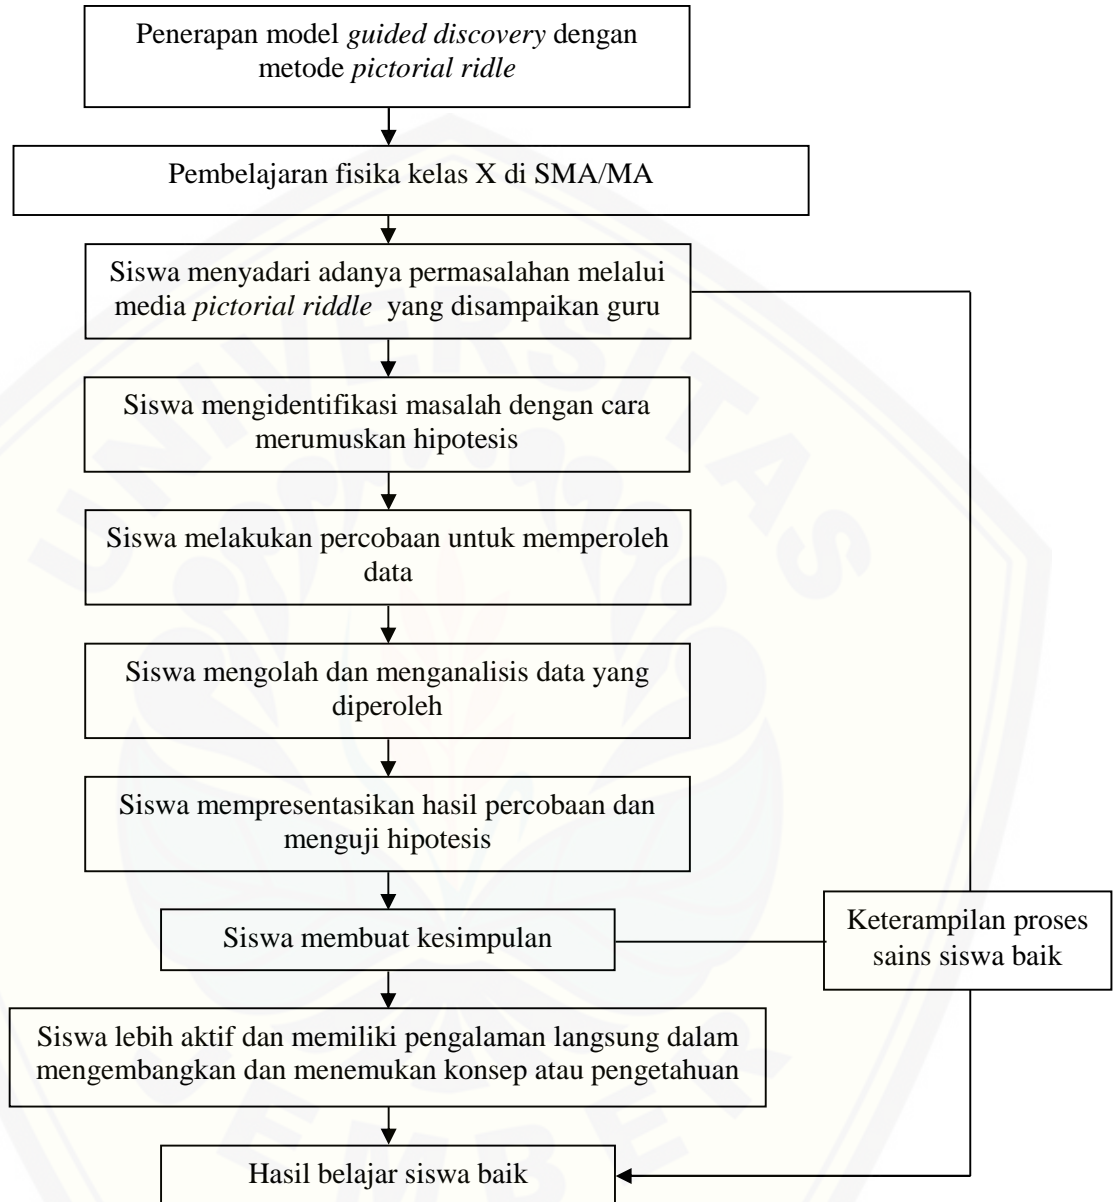 Penerapan model guided discovery dengan
metode pictorial ridle
Pembelajaran fisika kelas X di SMA/MA
Siswa menyadari adanya permasalahan melalui
media pictorial riddle yang disampaikan guru
Siswa mengidentifikasi masalah dengan cara
merumuskan hipotesis
Siswa melakukan percobaan untuk memperoleh
data
Siswa mengolah dan menganalisis data yang
diperoleh
Siswa mempresentasikan hasil percobaan dan
menguji hipotesis
Siswa membuat kesimpulan
Keterampilan proses
sains siswa baik
Siswa lebih aktif dan memiliki pengalaman langsung dalam
mengembangkan dan menemukan konsep atau pengetahuan
Hasil belajar siswa baik
UNIVERSITAS
JEMBER